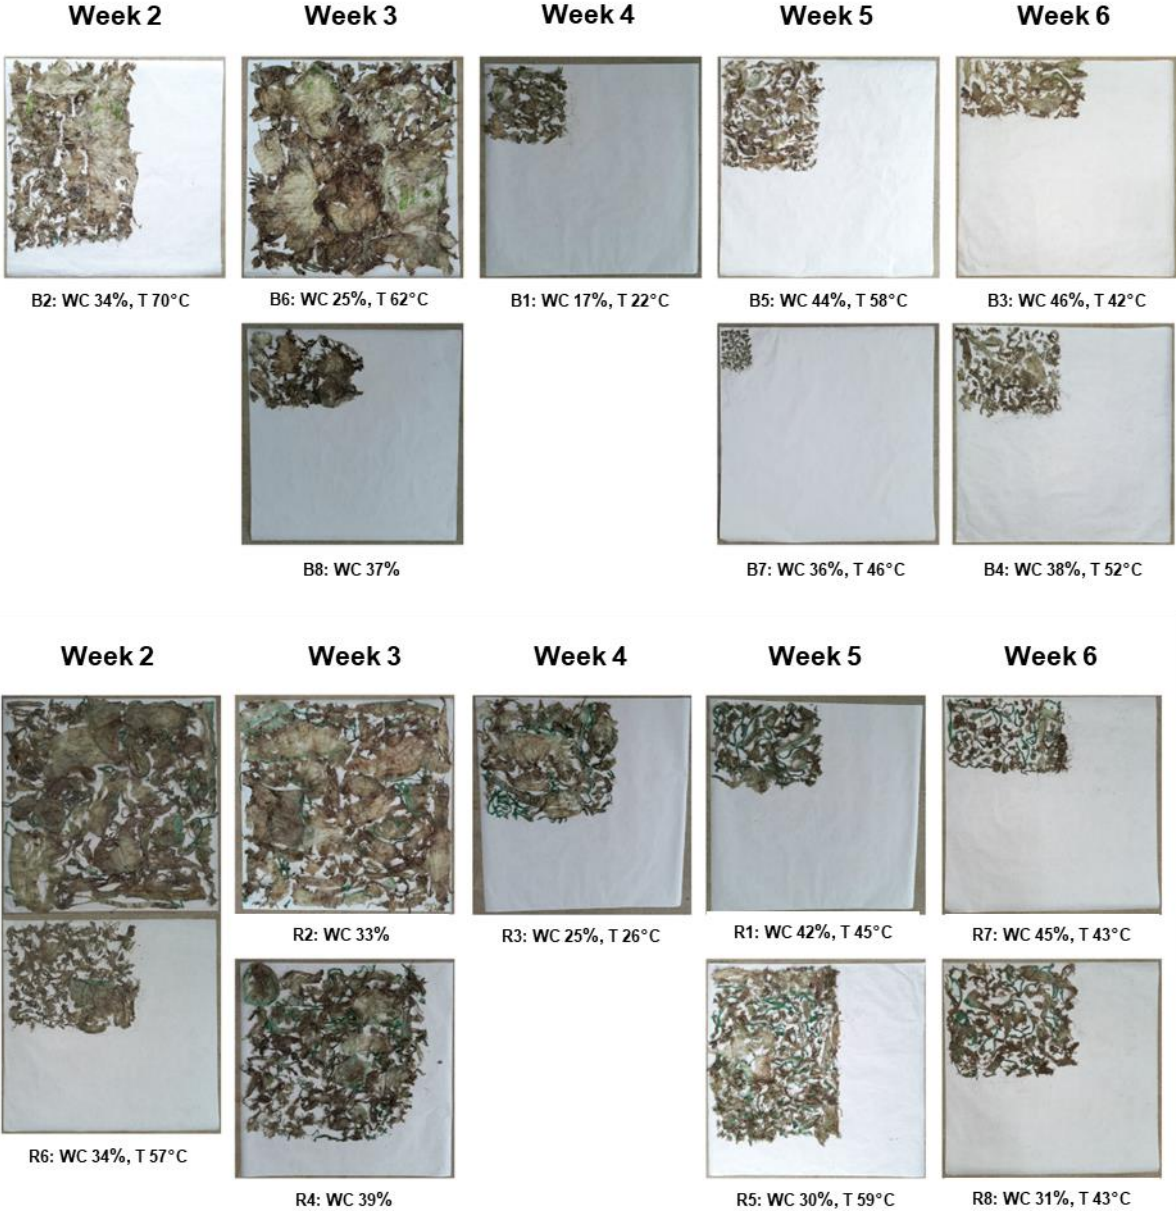 Week 2 Week 3 Week 4 Week 5 Week 6
B2: WC 34%, T 70°C B6: WC 25%, T 62°C B1: WC 17%, T 22°C B5: WC 44%, T 58°C B3: WC 46%, T 42°C
B8: WC 37% B7: WC 36%, T 46°C B4: WC 38%, T 52°C
Week 2 Week 3 Week 4 Week 5 Week 6
R2: WC 33% R3: WC 25%, T 26°C R1: WC 42%, T 45°C R7: WC 45%, T 43°C
R6: WC 34%, T 57°C
R4: WC 39% R5: WC 30%, T 59°C R8: WC 31%, T 43°C